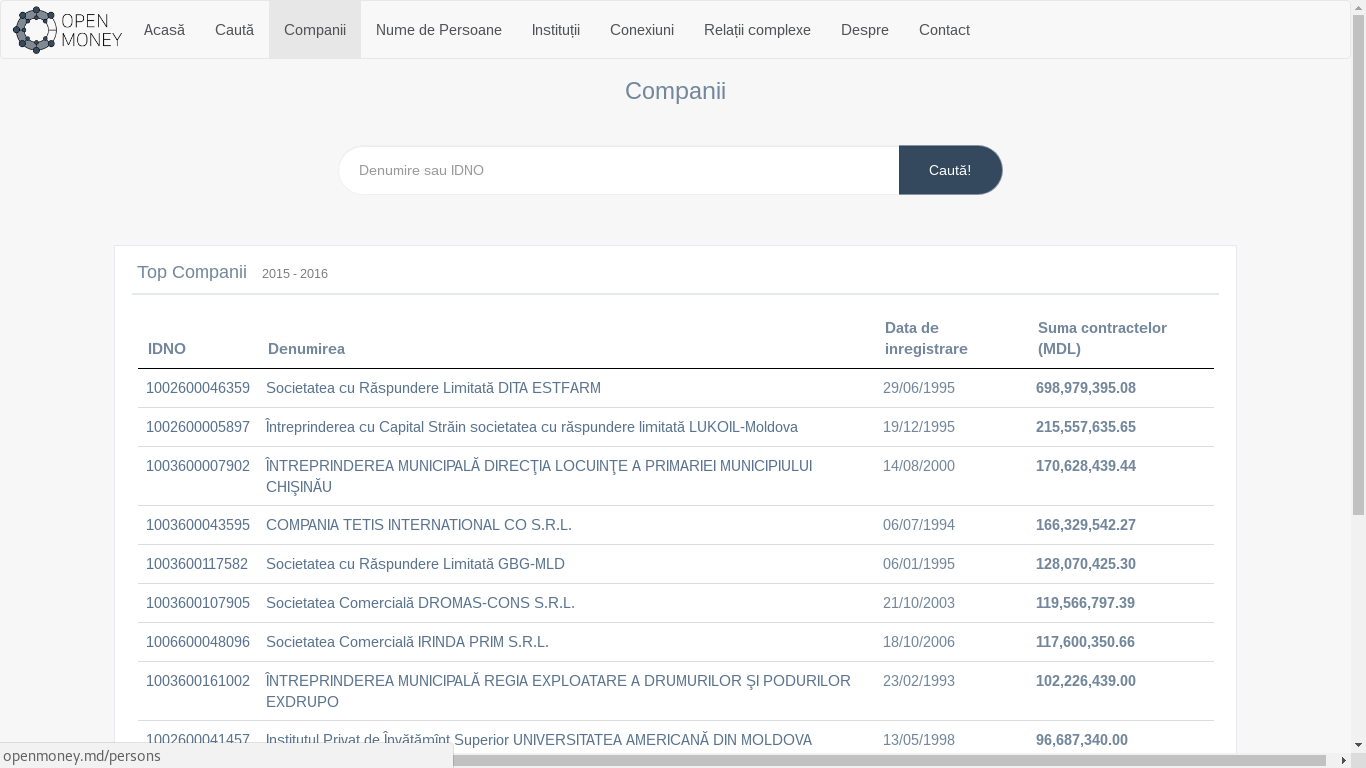 OPEN
MONEY
Acasă Caută Companii Nume de Persoane Instituții Conexiuni Relații complexe Despre Contact
Companii
Denumire sau IDNO Caută!
Top Companii 2015 - 2016
IDNO Denumirea Data de inregistrare Suma contractelor (MDL)
1002600046359 Societatea cu Răspundere Limitată DITA ESTFARM 29/06/1995 698,979,395.08
1002600005897 Întreprinderea cu Capital Străin societatea cu răspundere limitată LUKOIL-Moldova 19/12/1995 215,557,635.65
1003600007902 ÎNTREPRINDEREA MUNICIPALĂ DIRECŢIA LOCUINŢE A PRIMARIEI MUNICIPIULUI 14/08/2000 170,628,439.44
CHIŞINĂU
1003600043595 COMPANIA TETIS INTERNATIONAL CO S.R.L. 06/07/1994 166,329,542.27
1003600117582 Societatea cu Răspundere Limitată GBG-MLD 06/01/1995 128,070,425.30
1003600107905 Societatea Comercială DROMAS-CONS S.R.L. 21/10/2003 119,566,797.39
1006600048096 Societatea Comercială IRINDA PRIM S.R.L. 18/10/2006 117,600,350.66
1003600161002 ÎNTREPRINDEREA MUNICIPALĂ REGIA EXPLOATARE A DRUMURILOR ŞI PODURILOR 23/02/1993 102,226,439.00
EXDRUPO
1002600041457 Institutul Privat de Învăţămînt Superior UNIVERSITATEA AMERICANĂ DIN MOLDOVA 13/05/1998 96,687,340.00
openmoney.md/persons